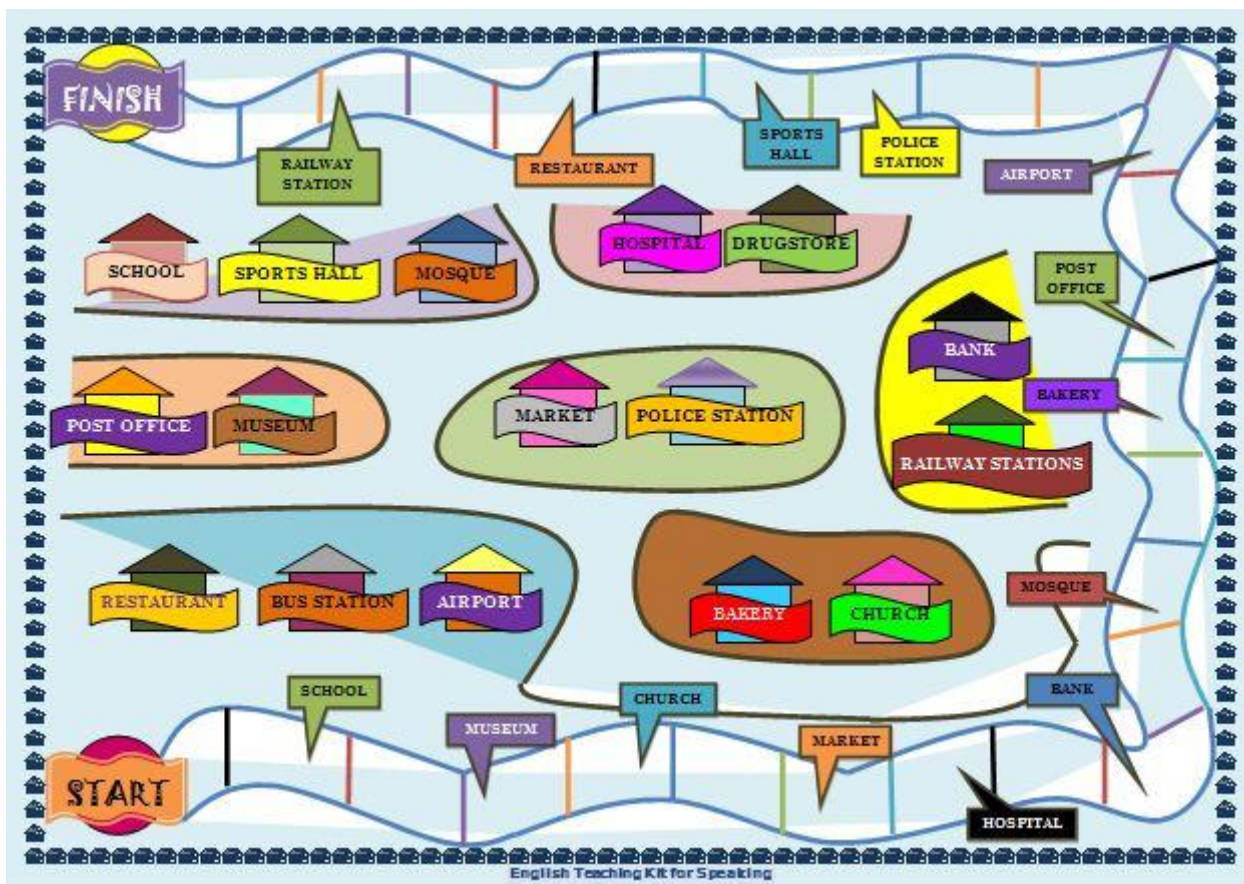 FINISH
RAILWAY
STATION
RESTAURANT
SPORTS
HALL
POLICE
STATION
AIRPORT
SCHOOL
SPORTS HALL
MOSQUE
HOSPITAL
DRUGSTORE
POST
OFFICE
BANK
BAKERY
POST OFFICE
MUSEUM
MARKET
POLICE STATION
RAILWAY STATIONS
RESTAURANT
BUS STATION
AIRPORT
BAKERY
CHURCH
MOSQUE
SCHOOL
MUSEUM
CHURCH
MARKET
BANK
START
HOSPITAL
English Teaching Kit for Speaking